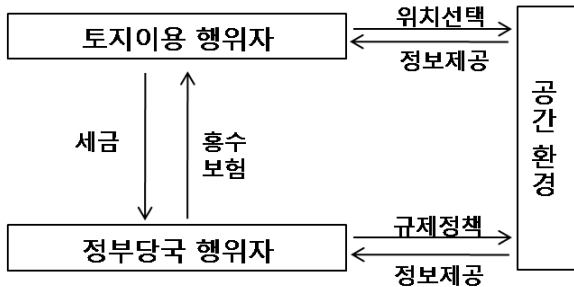 토지이용 행위자
위치선택
정보제공
공간 환경
세금
홍수
보험
정부당국 행위자
규제정책
정보제공